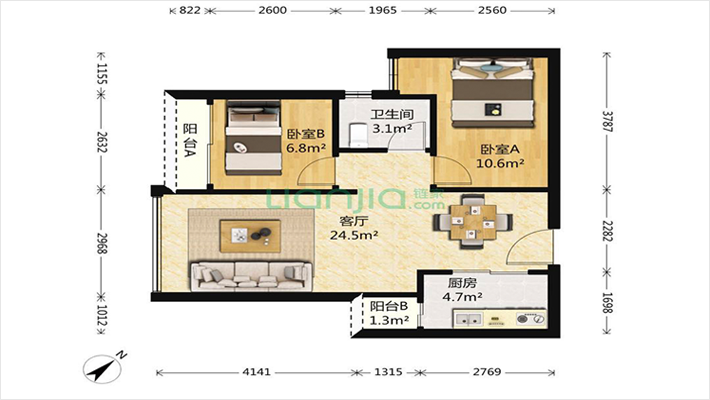 822 2600 1965 2560
1155
2632
2968
1012
3787
2282
1698
阳台A
卧室B
6.8m²
卫生间
3.1m²
卧室A
10.6m²
Lianjia 链家 .com
客厅
24.5m²
厨房
4.7m²
阳台B
1.3m²
N
4141 1315 2769